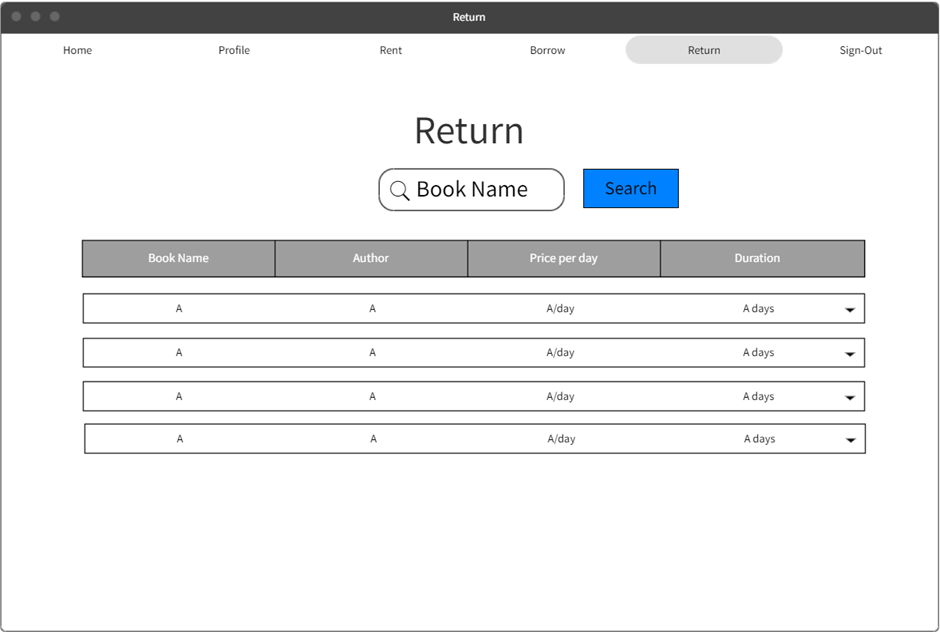 Return
Home Profile Rent Borrow Return Sign-Out
Return
Book Name Search
Book Name Author Price per day Duration
A A A/day A days
A A A/day A days
A A A/day A days
A A A/day A days